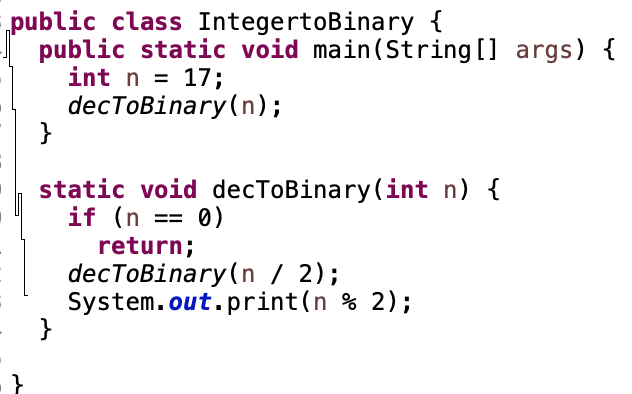 public class IntegertoBinary {
  public static void main(String[] args) {
    int n = 17;
    decToBinary(n);
  }

  static void decToBinary(int n) {
    if (n == 0)
      return;
    decToBinary(n / 2);
    System.out.print(n % 2);
  }

}